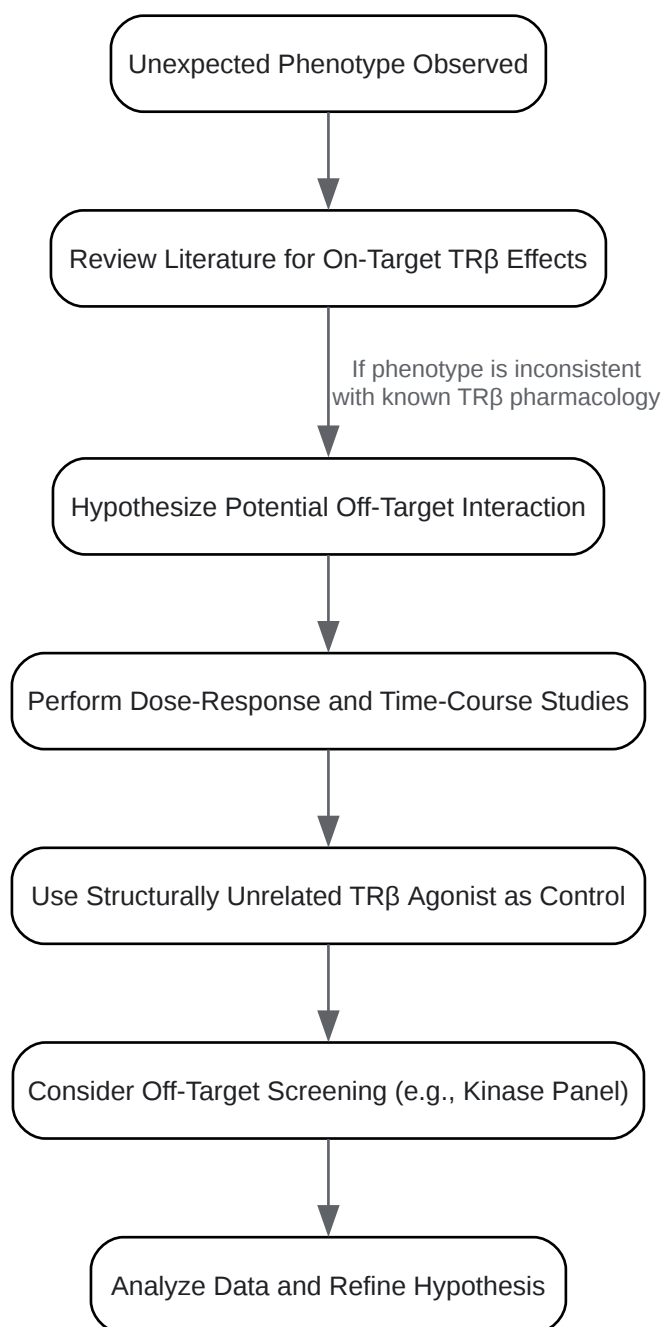 Unexpected Phenotype Observed
Review Literature for On-Target TRβ Effects
If phenotype is inconsistent
with known TRβ pharmacology
Hypothesize Potential Off-Target Interaction
Perform Dose-Response and Time-Course Studies
Use Structurally Unrelated TRβ Agonist as Control
Consider Off-Target Screening (e.g., Kinase Panel)
Analyze Data and Refine Hypothesis